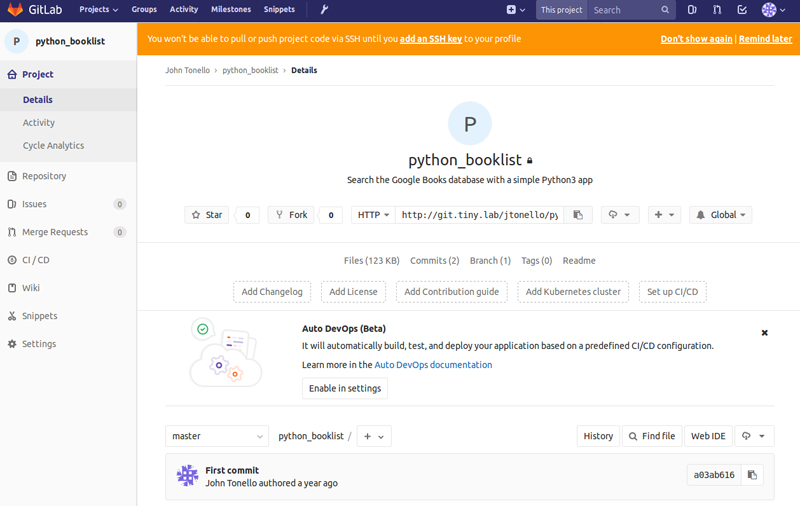 GitLab Projects Groups Activity Milestones Snippets This project Search
P python_booklist
You won't be able to pull or push project code via SSH until you add an SSH key to your profile Don't show again | Remind later
Project
Details
Activity
Cycle Analytics
Repository
Issues 0
Merge Requests 0
CI / CD
Wiki
Snippets
Settings
John Tonello > python_booklist > Details
P
python_booklist
Search the Google Books database with a simple Python3 app
Star 0 Fork 0 HTTP http://git.tiny.lab/jtonello/py Global
Files (123 KB) Commits (2) Branch (1) Tags (0) Readme
Add Changelog Add License Add Contribution guide Add Kubernetes cluster Set up CI/CD
Auto DevOps (Beta)
It will automatically build, test, and deploy your application based on a predefined CI/CD configuration.
Learn more in the Auto DevOps documentation
Enable in settings
master python_booklist / + History Find file Web IDE
First commit
John Tonello authored a year ago
a03ab616